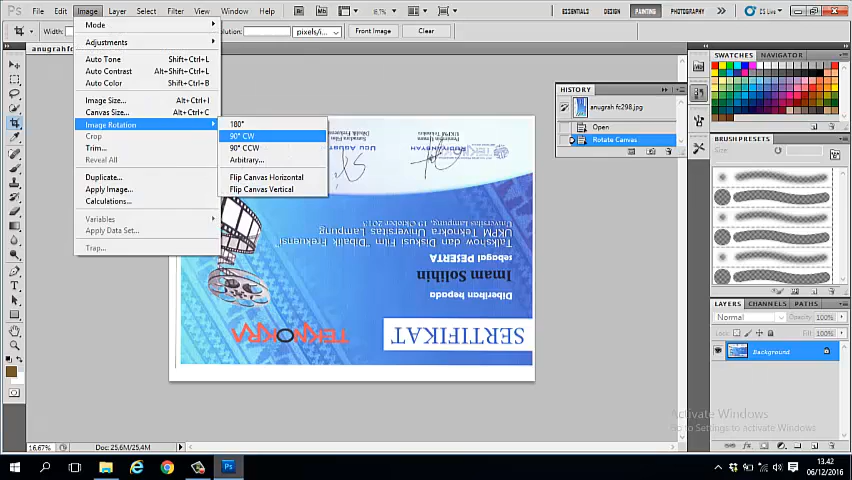 Ps File Edit Image Layer Select Filter View Window Help
ESSENTIALS DESIGN PAINTING PHOTOGRAPHY CS Live
Width: pixels/i... Front Image Clear
Mode
Adjustments
Auto Tone Shift+Ctrl+L
Auto Contrast Alt+Shift+Ctrl+L
Auto Color Shift+Ctrl+B
Image Size... Alt+Ctrl+I
Canvas Size... Alt+Ctrl+C
Image Rotation
Crop
Trim...
Reveal All
Duplicate...
Apply Image...
Calculations...
Variables
Apply Data Set...
Trap...
180°
90° CW
90° CCW
Arbitrary...
Flip Canvas Horizontal
Flip Canvas Vertical
SERTIFIKAT
TEKNOKRA
Diberikan kepada
Imam Solihin
sebagai PESERTA
Talkshow dan Diskusi Film "Dibalik Frekuensi"
UKPM Teknokra Universitas Lampung
Universitas Lampung, 19 Oktober 2013
HISTORY
anugrah fc298.jpg
Open
Rotate Canvas
SWATCHES NAVIGATOR
BRUSH PRESETS
Size:
LAYERS CHANNELS PATHS
Normal Opacity: 100%
Lock: Fill: 100%
Background
Activate Windows
Go to Settings to activate Windows.
16.67% Doc: 25,6M/25,4M
13.42
06/12/2016